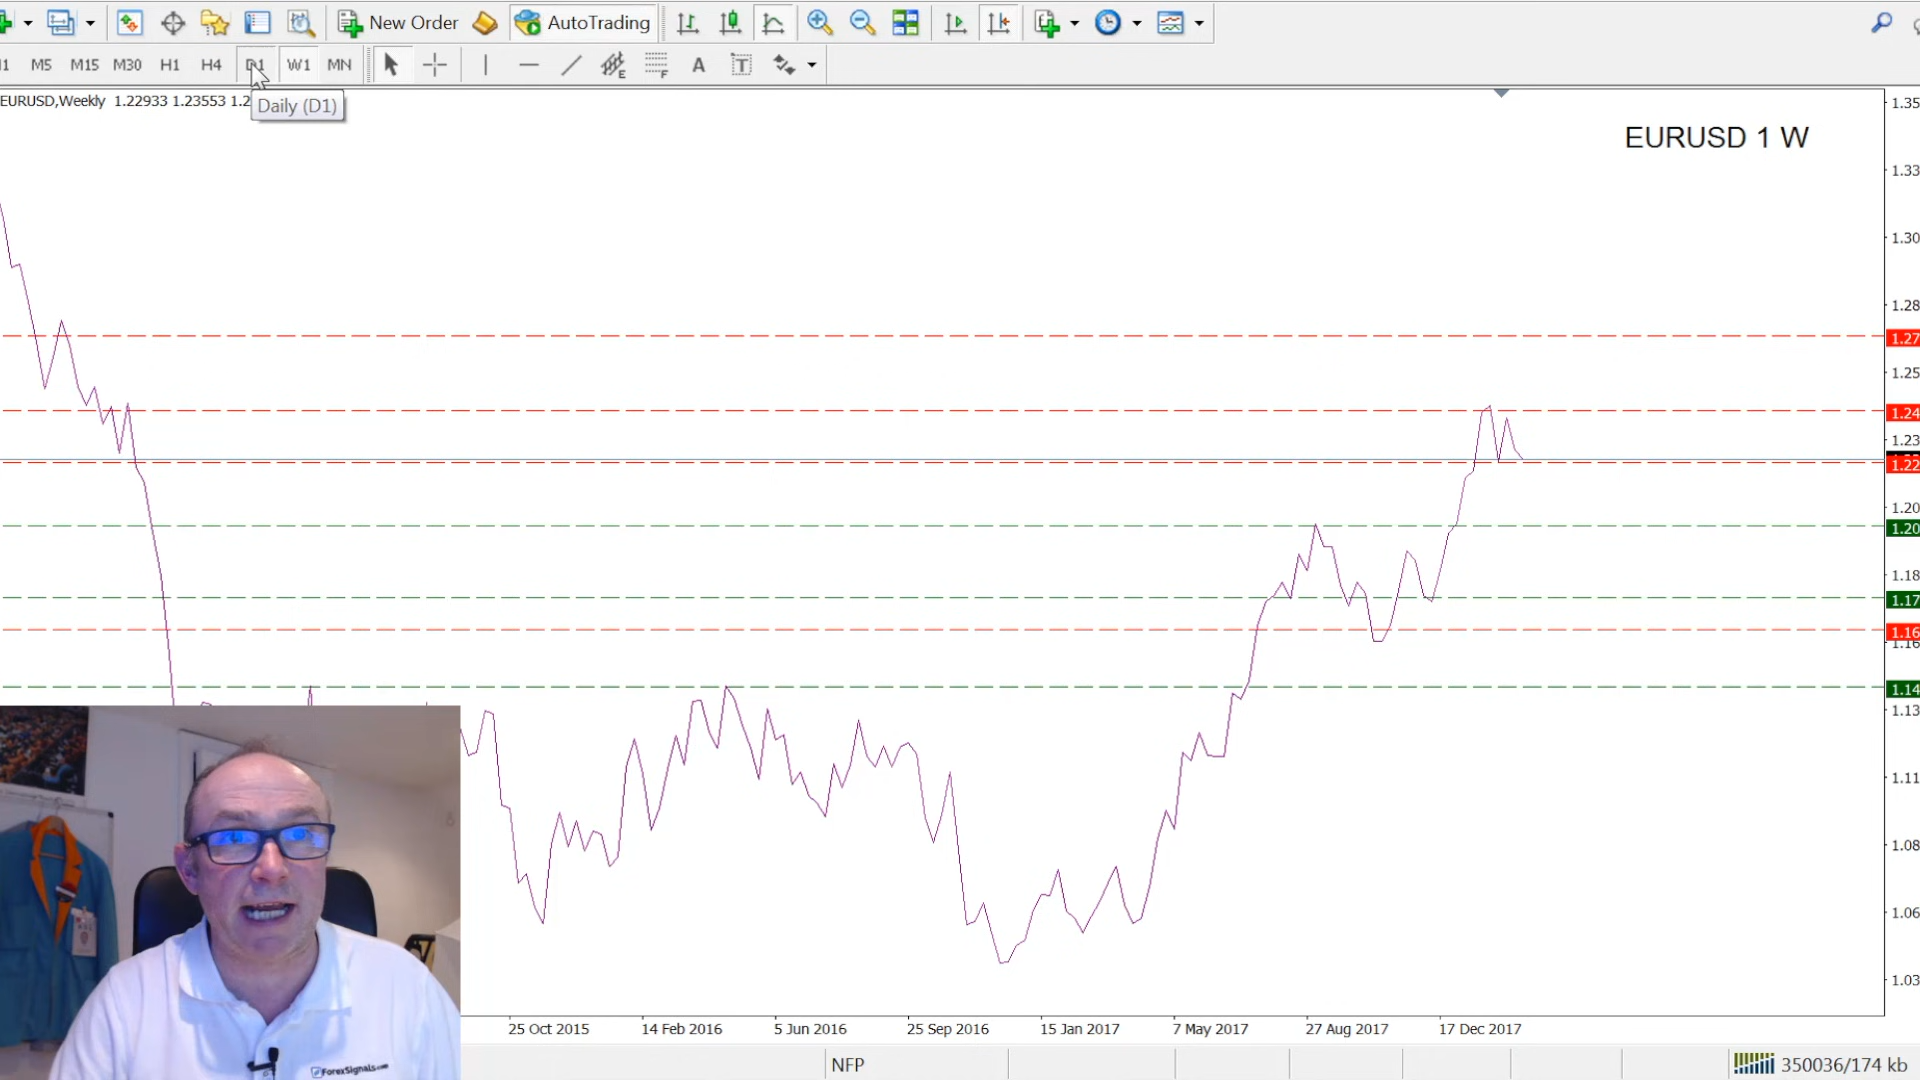 New Order AutoTrading
M5 M15 M30 H1 H4 D1 W1 MN E F A T
EURUSD,Weekly 1.22933 1.23553 1.2
Daily (D1)
EURUSD 1 W
1.35
1.33
1.30
1.28
1.27
1.25
1.24
1.23
1.22
1.20
1.20
1.18
1.17
1.16
1.16
1.14
1.13
1.11
1.08
1.06
1.03
ForexSignals.com
25 Oct 2015 14 Feb 2016 5 Jun 2016 25 Sep 2016 15 Jan 2017 7 May 2017 27 Aug 2017 17 Dec 2017
NFP 350036/174 kb